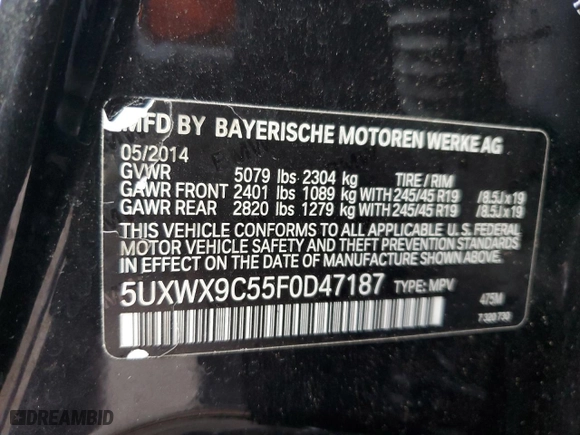 MFD BY BAYERISCHE MOTOREN WERKE AG
05/2014
GVWR 5079 lbs 2304 kg TIRE / RIM
GAWR FRONT 2401 lbs 1089 kg WITH 245/45 R19 / 8.5Jx19
GAWR REAR 2820 lbs 1279 kg WITH 245/45 R19 / 8.5Jx19
THIS VEHICLE CONFORMS TO ALL APPLICABLE U. S. FEDERAL
MOTOR VEHICLE SAFETY AND THEFT PREVENTION STANDARDS
IN EFFECT ON THE DATE OF MANUFACTURE SHOWN ABOVE.
5UXWX9C55F0D47187 TYPE: MPV
475M
7 320 730
DREAMBID